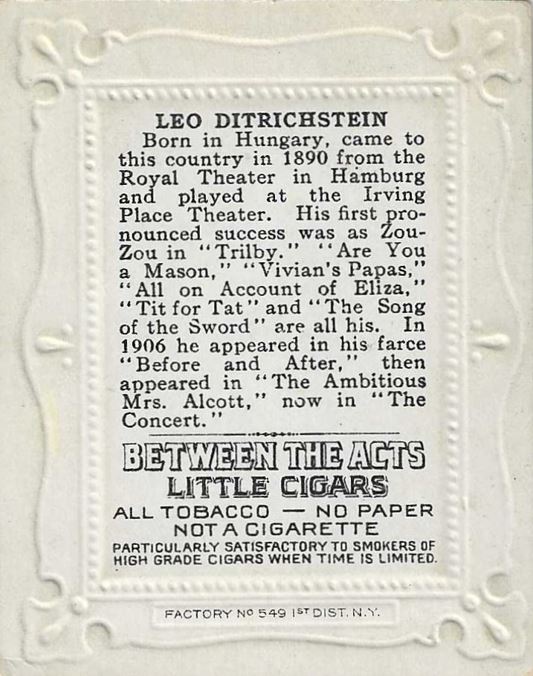 LEO DITRICHSTEIN
Born in Hungary, came to
this country in 1890 from the
Royal Theater in Hamburg
and played at the Irving
Place Theater. His first pro-
nounced success was as Zou-
Zou in "Trilby." "Are You
a Mason," "Vivian's Papas,"
"All on Account of Eliza,"
"Tit for Tat" and "The Song
of the Sword" are all his. In
1906 he appeared in his farce
"Before and After," then
appeared in "The Ambitious
Mrs. Alcott," now in "The
Concert."
BETWEEN THE ACTS
LITTLE CIGARS
ALL TOBACCO — NO PAPER
NOT A CIGARETTE
PARTICULARLY SATISFACTORY TO SMOKERS OF
HIGH GRADE CIGARS WHEN TIME IS LIMITED.
FACTORY No 549 1ST DIST. N.Y.